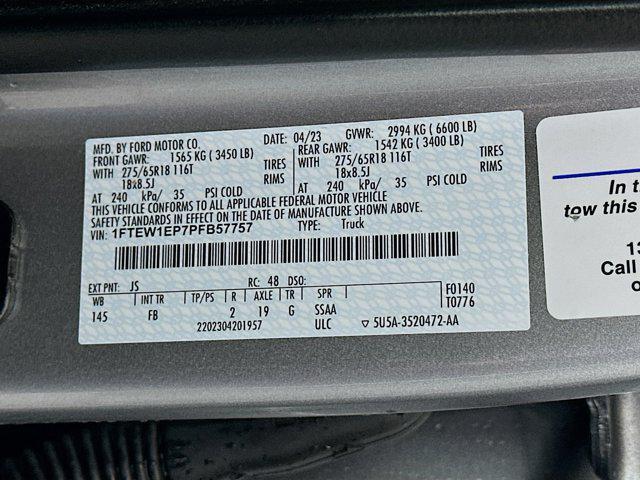 MFD. BY FORD MOTOR CO. DATE: 04/23 GVWR: 2994 KG ( 6600 LB)
FRONT GAWR: 1565 KG ( 3450 LB) REAR GAWR: 1542 KG ( 3400 LB)
WITH 275/65R18 116T TIRES WITH 275/65R18 116T TIRES
18x8.5J RIMS 18x8.5J RIMS
AT 240 kPa/ 35 PSI COLD AT 240 kPa/ 35 PSI COLD
THIS VEHICLE CONFORMS TO ALL APPLICABLE FEDERAL MOTOR VEHICLE
SAFETY STANDARDS IN EFFECT ON THE DATE OF MANUFACTURE SHOWN ABOVE.
VIN: 1FTEW1EP7PFB57757 TYPE: Truck
EXT PNT: JS RC: 48 DSO:
WB INT TR TP/PS R AXLE TR SPR F0140
145 FB 2 19 G SSAA T0776
2202304201957 ULC ▽ 5U5A-3520472-AA
In th
tow this
13
Call
o